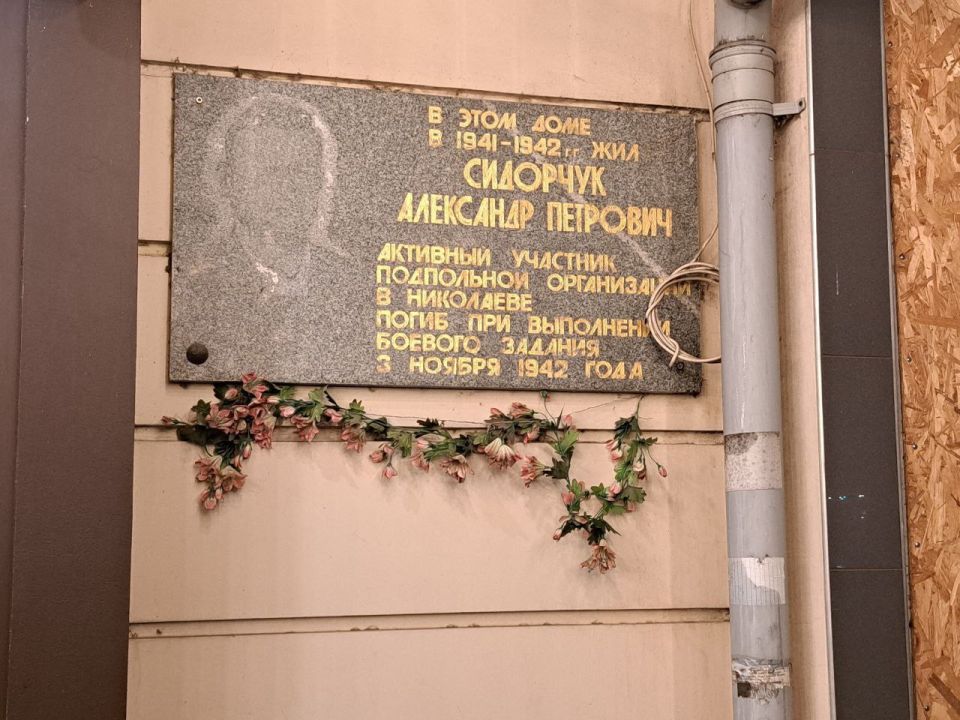 В ЭТОМ ДОМЕ
В 1941-1942 г.г. ЖИЛ
СИДОРЧУК
АЛЕКСАНДР ПЕТРОВИЧ
АКТИВНЫЙ УЧАСТНИК
ПОДПОЛЬНОЙ ОРГАНИЗАЦИИ
В НИКОЛАЕВЕ
ПОГИБ ПРИ ВЫПОЛНЕНИИ
БОЕВОГО ЗАДАНИЯ
3 НОЯБРЯ 1942 ГОДА